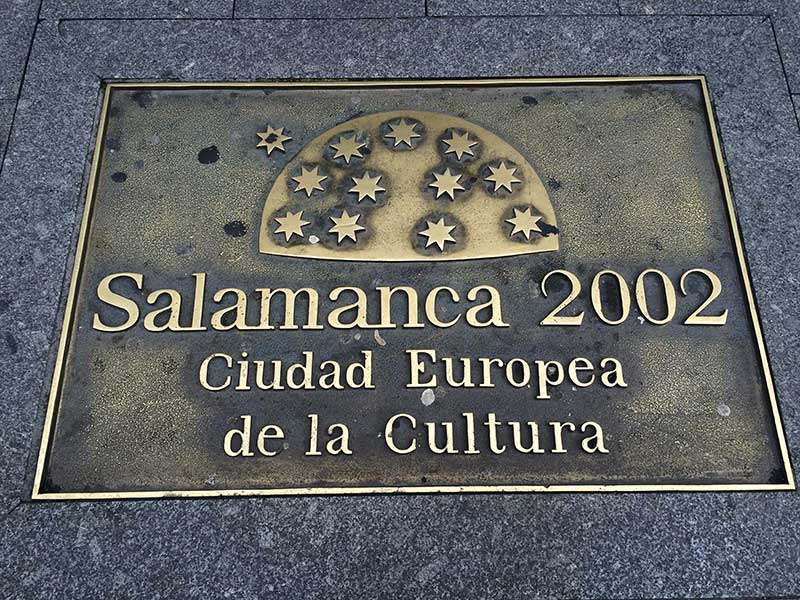 Salamanca 2002
Ciudad Europea
de la Cultura